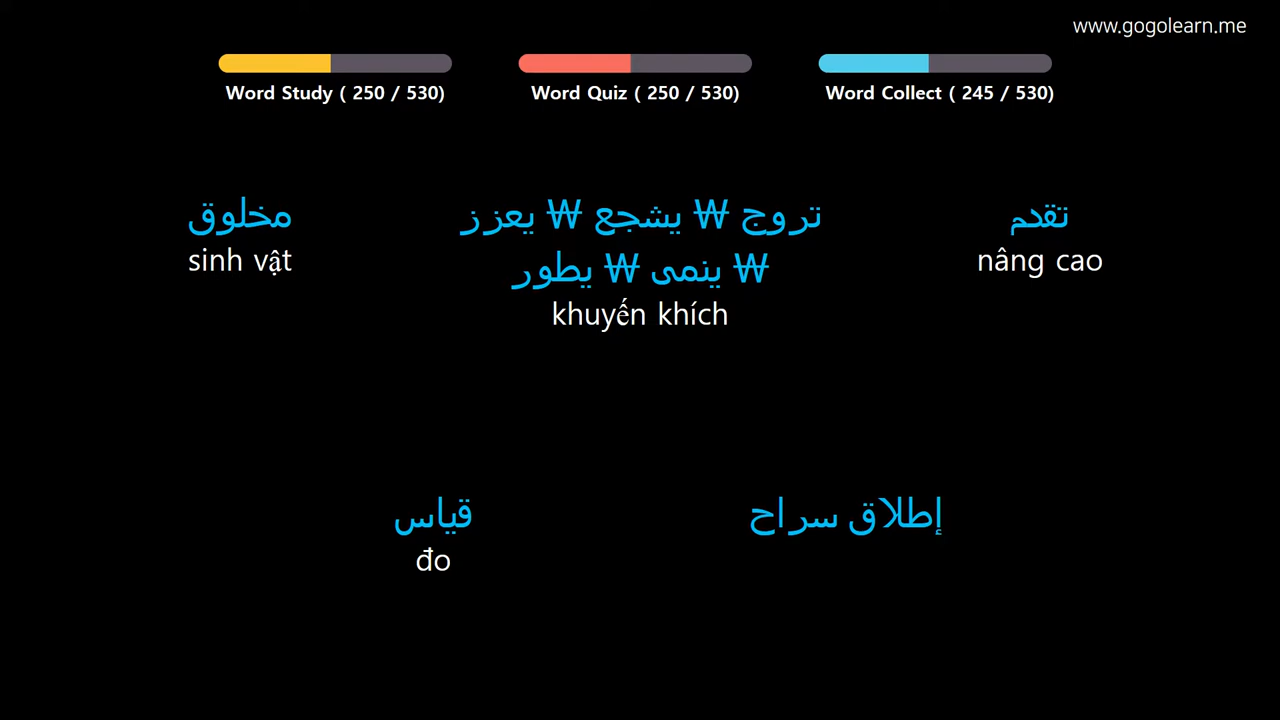 www.gogolearn.me
Word Study ( 250 / 530)
Word Quiz ( 250 / 530)
Word Collect ( 245 / 530)
مخلوق
sinh vật
تروج ₩ يشجع ₩ يعزز
₩ ينمى ₩ يطور
khuyến khích
تقدم
nâng cao
قياس
đo
إطلاق سراح